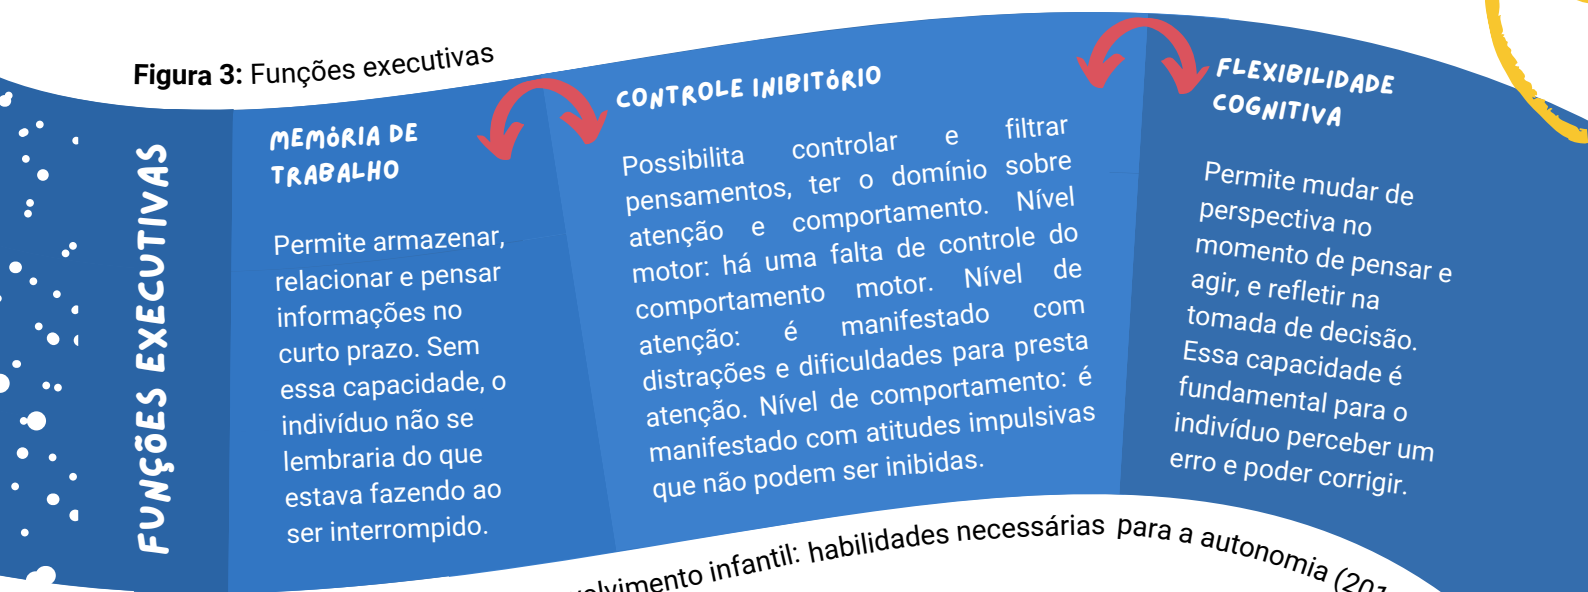 Figura 3: Funções executivas
FUNÇÕES EXECUTIVAS
MEMÓRIA DE
TRABALHO
Permite armazenar,
relacionar e pensar
informações no
curto prazo. Sem
essa capacidade, o
indivíduo não se
lembraria do que
estava fazendo ao
ser interrompido.
CONTROLE INIBITÓRIO
Possibilita controlar e filtrar
pensamentos, ter o domínio sobre
atenção e comportamento. Nível
motor: há uma falta de controle do
comportamento motor. Nível de
atenção: é manifestado com
distrações e dificuldades para presta
atenção. Nível de comportamento: é
manifestado com atitudes impulsivas
que não podem ser inibidas.
FLEXIBILIDADE
COGNITIVA
Permite mudar de
perspectiva no
momento de pensar e
agir, e refletir na
tomada de decisão.
Essa capacidade é
fundamental para o
indivíduo perceber um
erro e poder corrigir.
infantil: habilidades necessárias para a autonomia